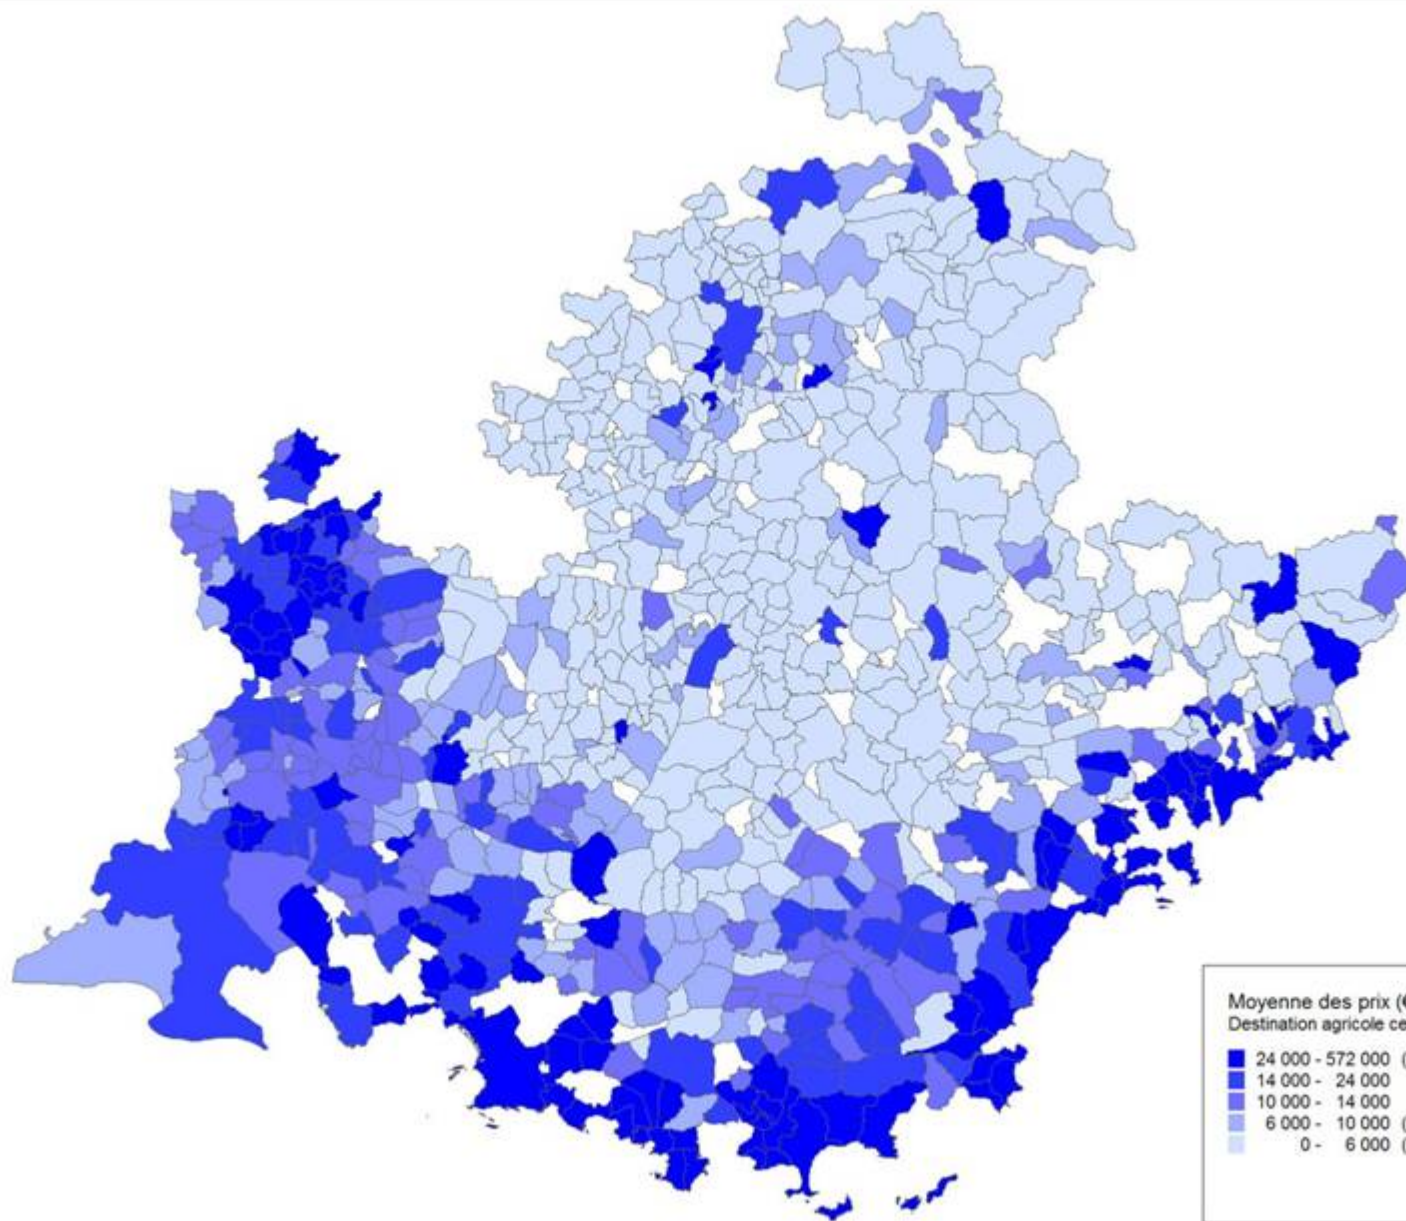 Moyenne des prix (€
Destination agricole ce
24 000 - 572 000 (
14 000 - 24 000
10 000 - 14 000
6 000 - 10 000 (
0 - 6 000 (